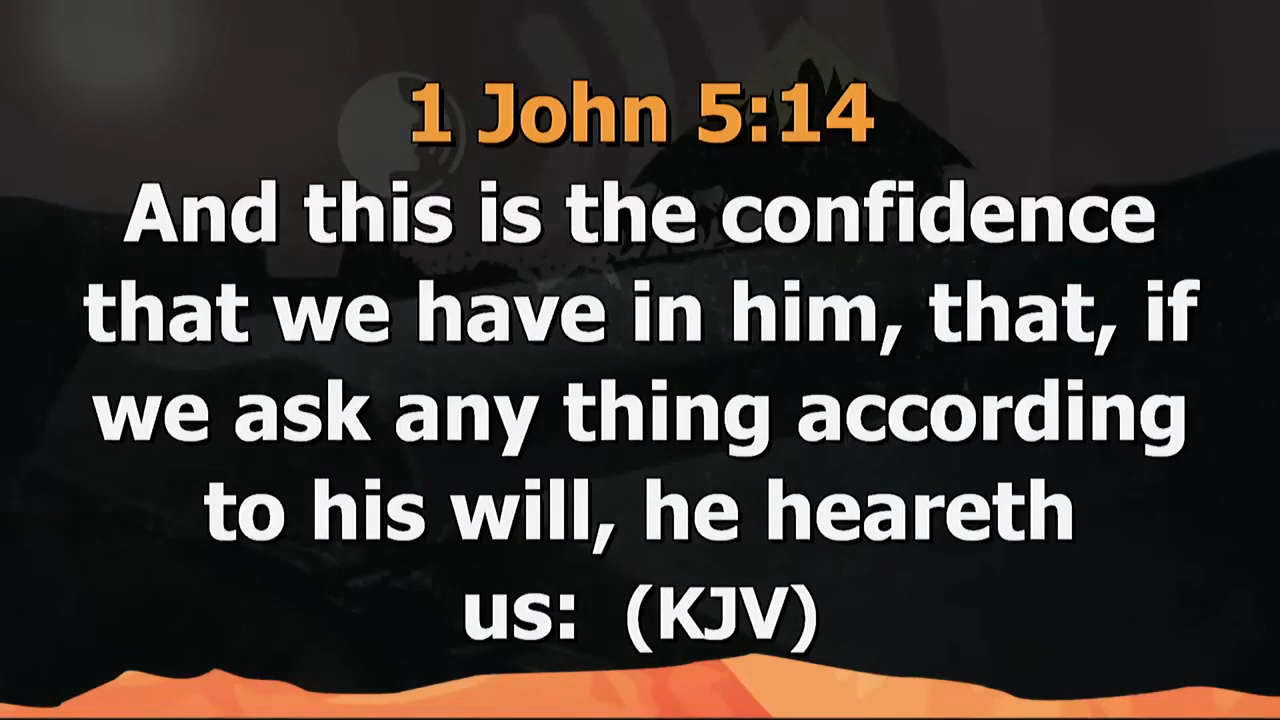 1 John 5:14
And this is the confidence
that we have in him, that, if
we ask any thing according
to his will, he heareth
us:  (KJV)